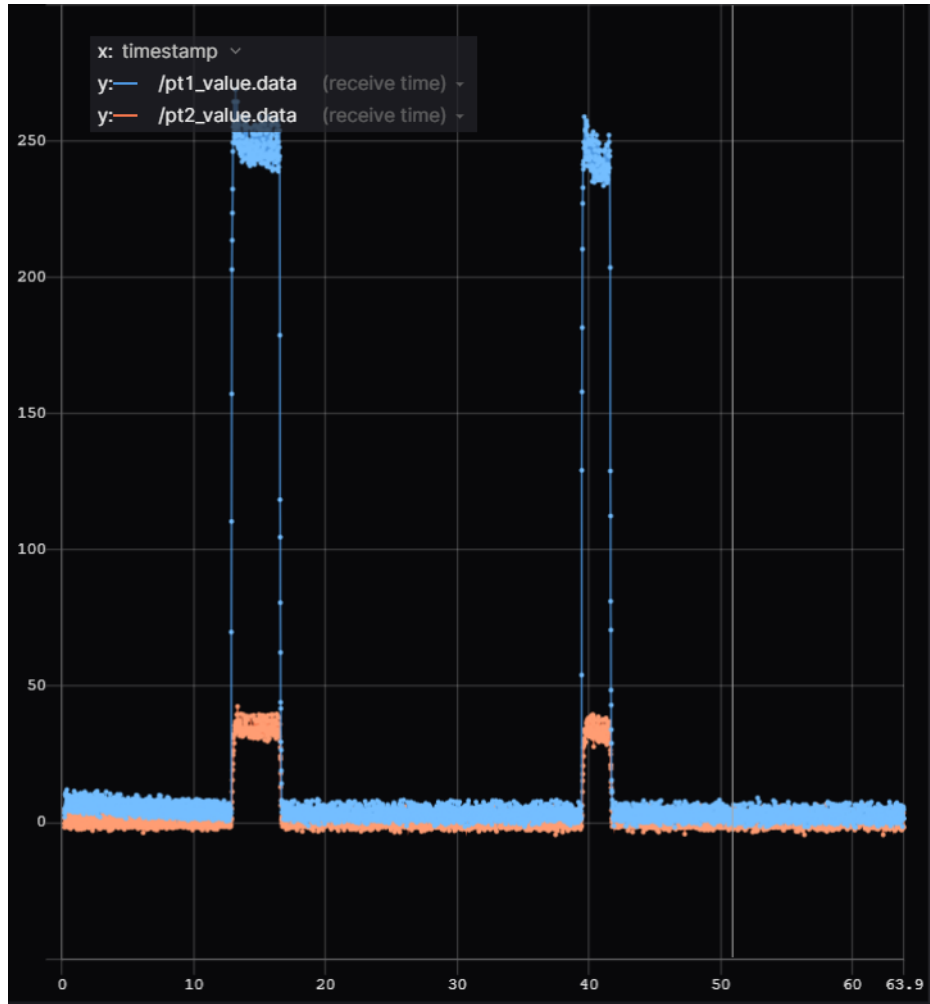 x: timestamp
y: /pt1_value.data (receive time)
y: /pt2_value.data (receive time)
250
200
150
100
50
0
0 10 20 30 40 50 60 63.9